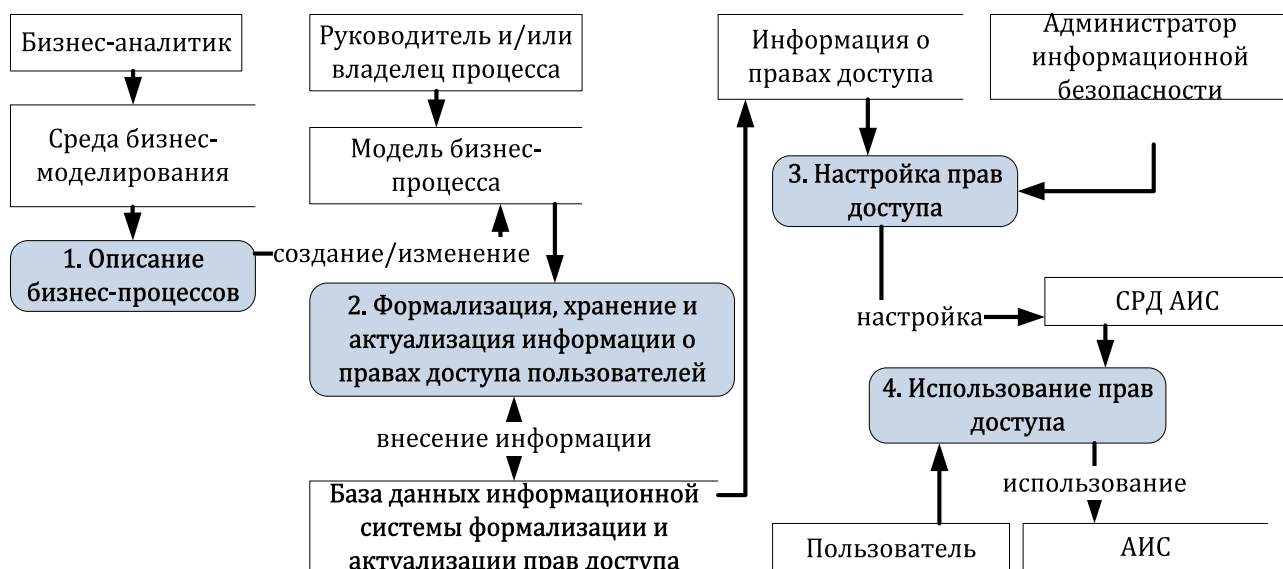 Бизнес-аналитик
Руководитель и/или
владелец процесса
Информация о
правах доступа
Администратор
информационной
безопасности
Среда бизнес-
моделирования
Модель бизнес-
процесса
3. Настройка прав
доступа
1. Описание
бизнес-процессов
создание/изменение
2. Формализация, хранение и
актуализация информации о
правах доступа пользователей
настройка
СРД АИС
4. Использование прав
доступа
внесение информации
использование
База данных информационной
системы формализации и
актуализации прав доступа
Пользователь
АИС